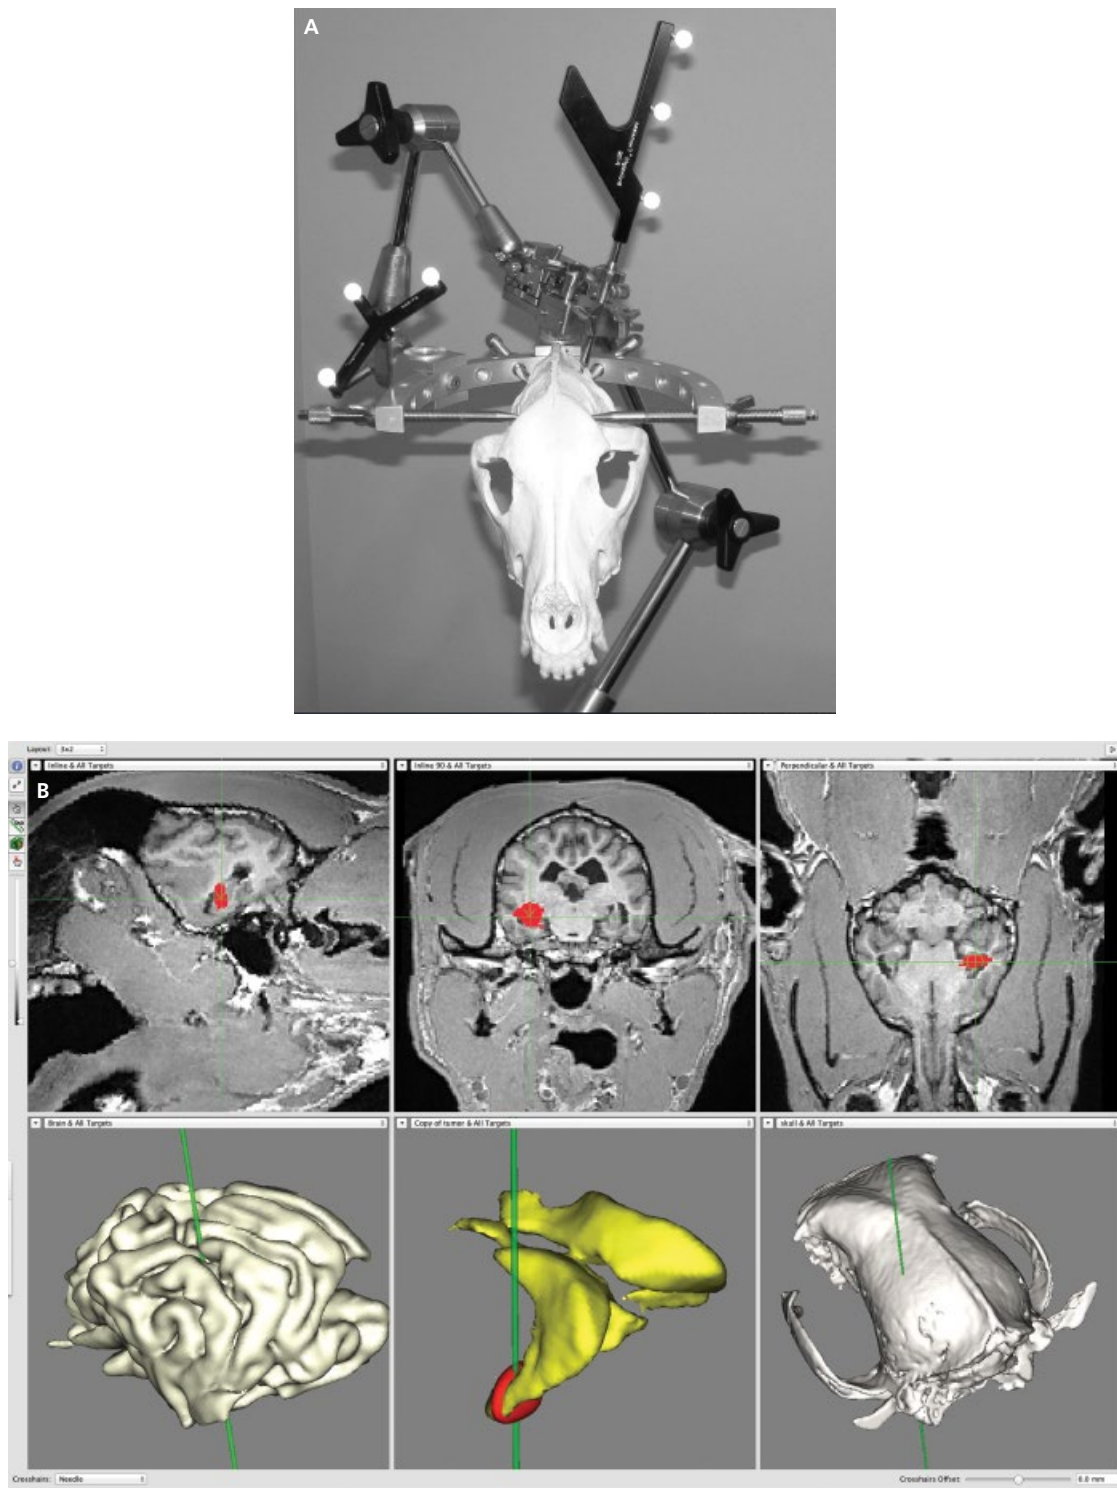 A
Layout: 3x2
B
Inline & All Targets
Inline 90 & All Targets
Perpendicular & All Targets
Brain & All Targets
Copy of tumor & All Targets
skull & All Targets
Crosshairs: Needle
Crosshairs Offset: 0.0 mm